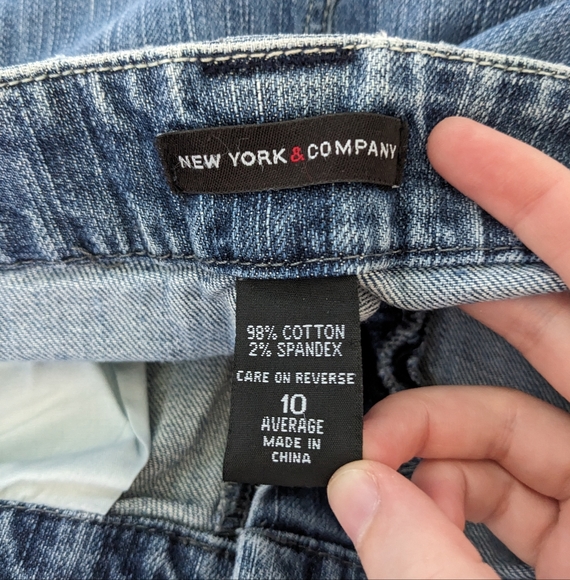 NEW YORK & COMPANY
98% COTTON
2% SPANDEX
CARE ON REVERSE
10
AVERAGE
MADE IN
CHINA